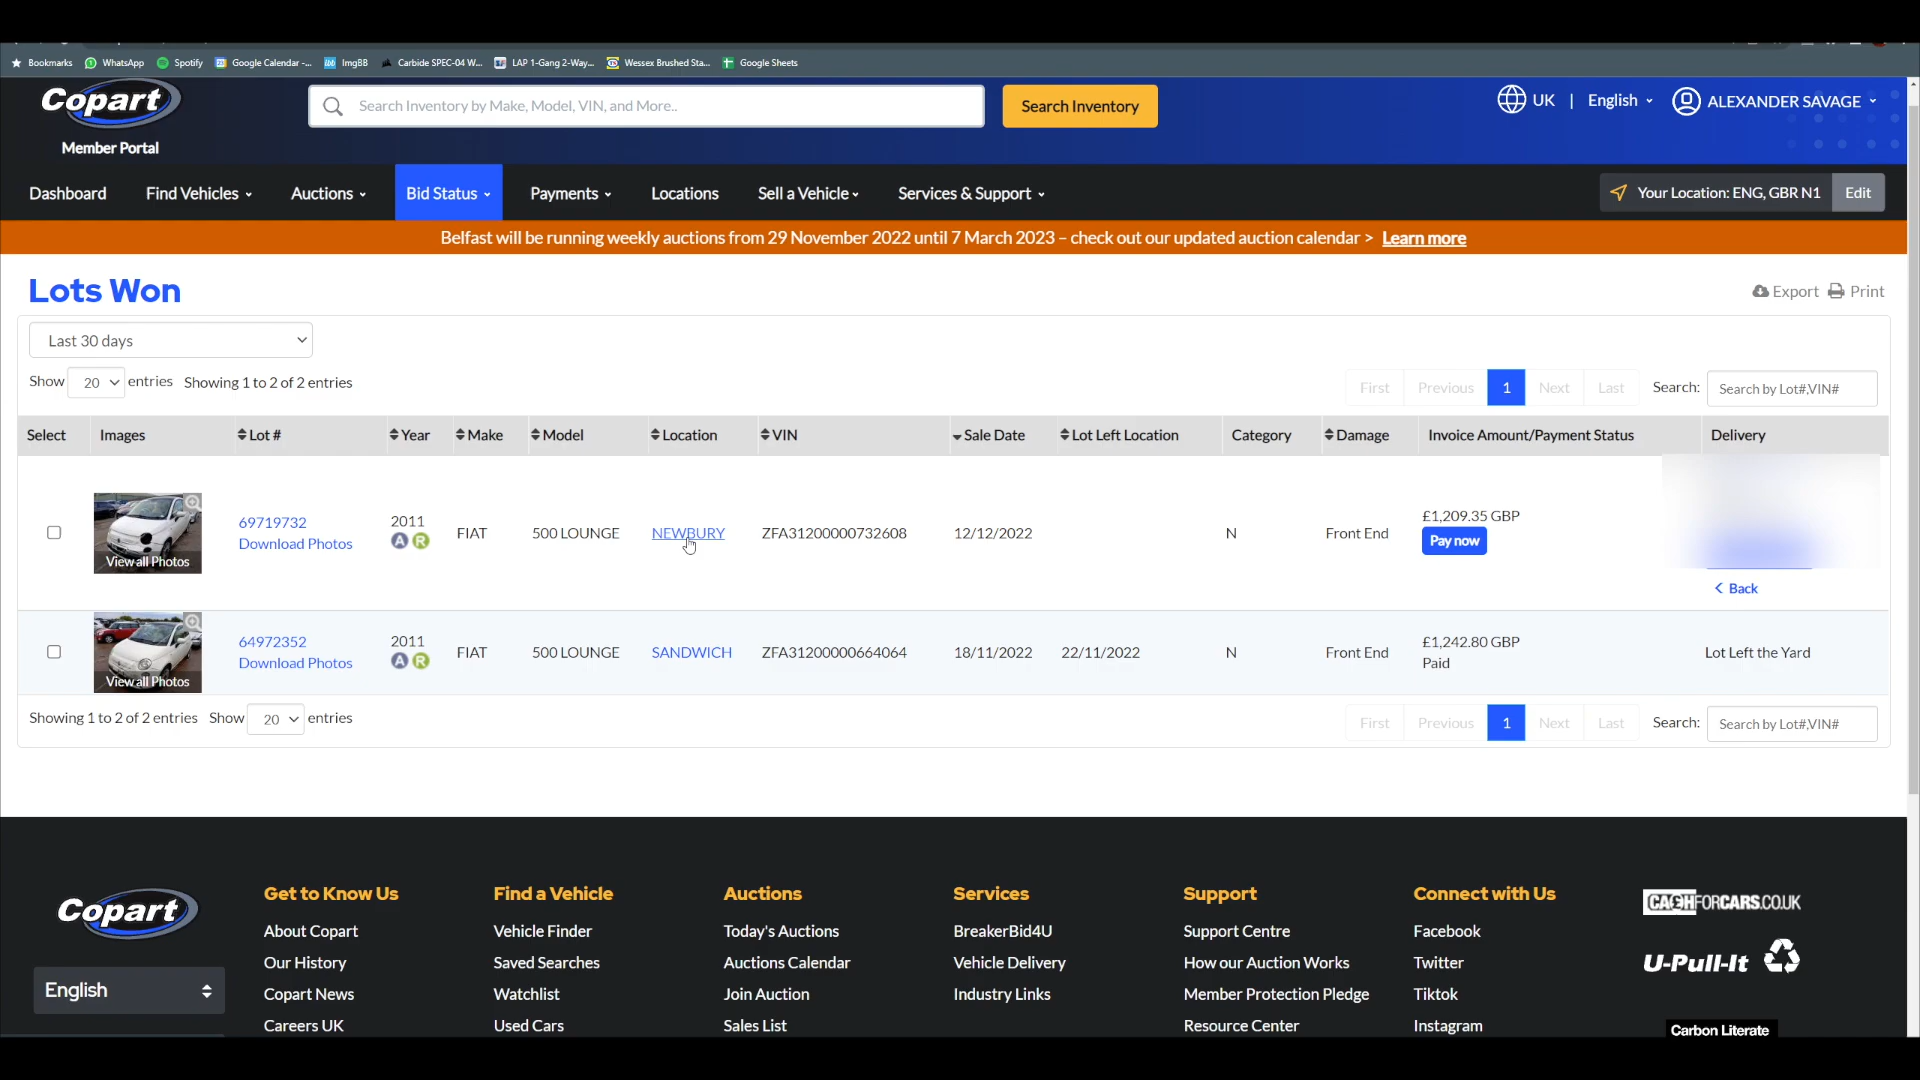 Bookmarks WhatsApp Spotify Google Calendar -... ImgBB Carbide SPEC-04 W... LAP 1-Gang 2-Way... Wessex Brushed Sta... Google Sheets
Copart
Member Portal
Search Inventory by Make, Model, VIN, and More..
Search Inventory
UK | English
ALEXANDER SAVAGE
Dashboard Find Vehicles Auctions Bid Status Payments Locations Sell a Vehicle Services & Support
Your Location: ENG, GBR N1 Edit
Belfast will be running weekly auctions from 29 November 2022 until 7 March 2023 – check out our updated auction calendar > Learn more
Lots Won
Export Print
Last 30 days
Show 20 entries Showing 1 to 2 of 2 entries
First Previous 1 Next Last Search: Search by Lot#,VIN#
Select Images Lot # Year Make Model Location VIN Sale Date Lot Left Location Category Damage Invoice Amount/Payment Status Delivery
View all Photos
69719732
Download Photos
2011
A R
FIAT 500 LOUNGE NEWBURY ZFA31200000732608 12/12/2022 N Front End
£1,209.35 GBP
Pay now
< Back
View all Photos
64972352
Download Photos
2011
A R
FIAT 500 LOUNGE SANDWICH ZFA31200000664064 18/11/2022 22/11/2022 N Front End
£1,242.80 GBP
Paid
Lot Left the Yard
Showing 1 to 2 of 2 entries Show 20 entries
First Previous 1 Next Last Search: Search by Lot#,VIN#
Copart
English
Get to Know Us
About Copart
Our History
Copart News
Careers UK
Find a Vehicle
Vehicle Finder
Saved Searches
Watchlist
Used Cars
Auctions
Today's Auctions
Auctions Calendar
Join Auction
Sales List
Services
BreakerBid4U
Vehicle Delivery
Industry Links
Support
Support Centre
How our Auction Works
Member Protection Pledge
Resource Center
Connect with Us
Facebook
Twitter
Tiktok
Instagram
CA£HFORCARS.CO.UK
U-Pull-It
Carbon Literate